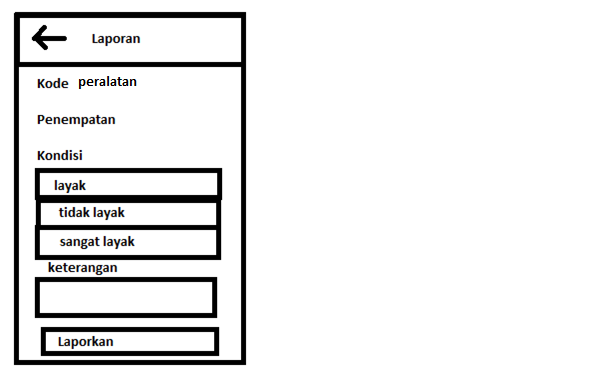 Laporan
Kode peralatan
Penempatan
Kondisi
layak
tidak layak
sangat layak
keterangan
Laporkan